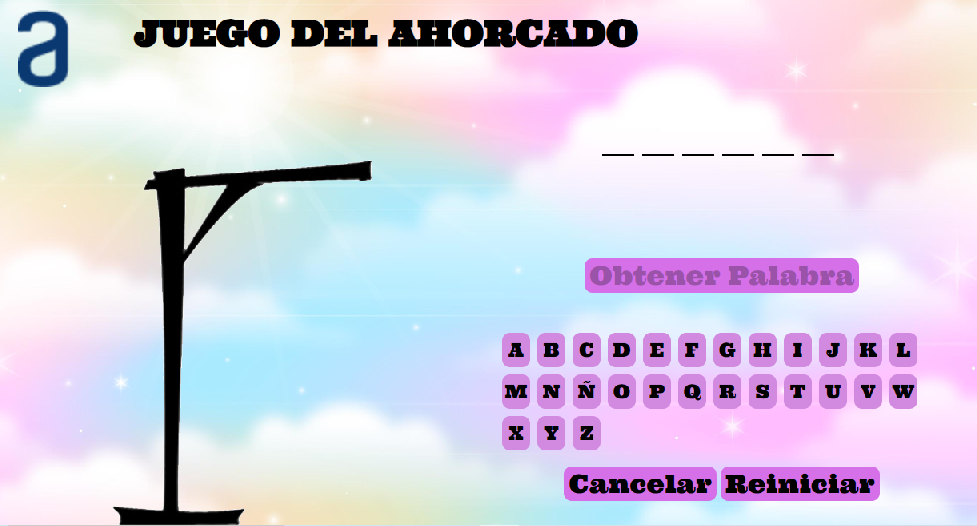 a
JUEGO DEL AHORCADO
_ _ _ _ _ _
Obtener Palabra
A B C D E F G H I J K L
M N Ñ O P Q R S T U V W
X Y Z
Cancelar Reiniciar